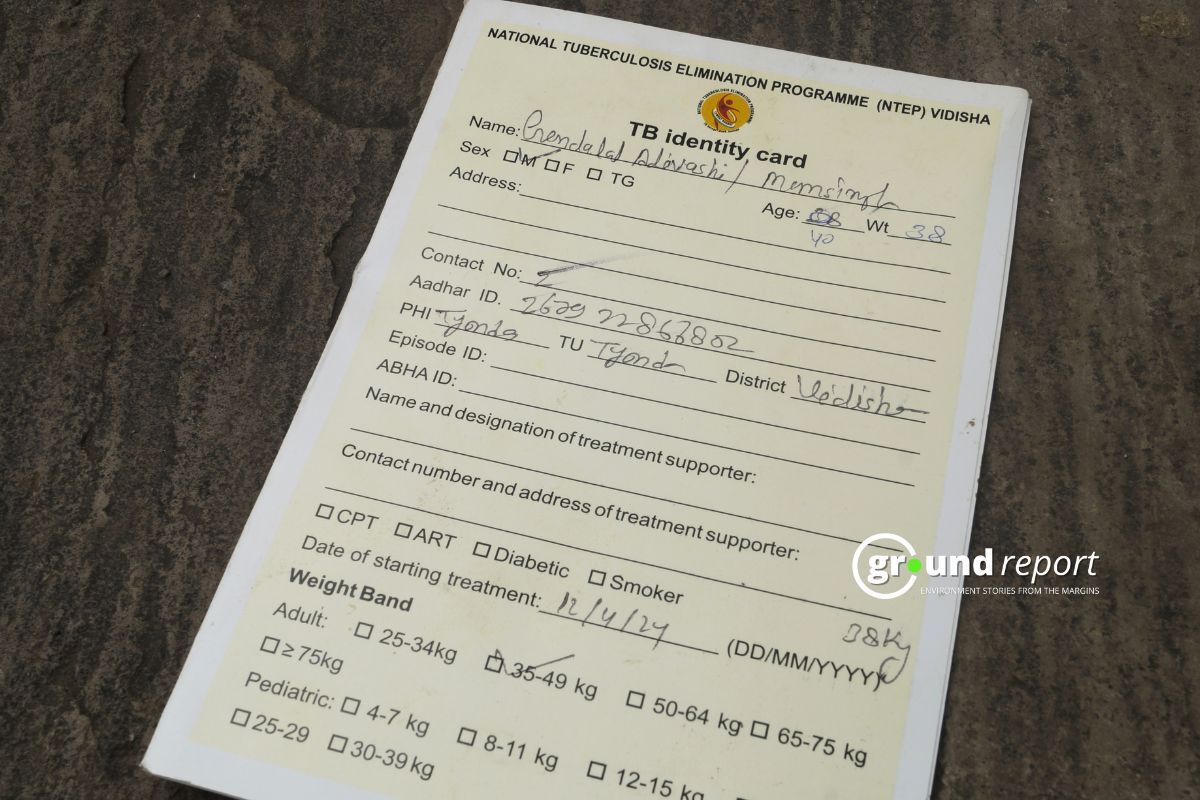 NATIONAL TUBERCULOSIS ELIMINATION PROGRAMME (NTEP) VIDISHA
TB identity card
Name: Adivashi / Memsingh
Sex M F TG
Age: 40 Wt 38
Address:
Contact No:
Aadhar ID.
PHI Tyonda TU Tyonda District Vidisha
Episode ID:
ABHA ID:
Name and designation of treatment supporter:
Contact number and address of treatment supporter:
CPT ART Diabetic Smoker
Date of starting treatment: 12/4/24 (DD/MM/YYYY)
Weight Band 38Kg
Adult: 25-34kg 35-49 kg 50-64 kg 65-75 kg
≥ 75kg
Pediatric: 4-7 kg 8-11 kg 12-15 kg
25-29 30-39 kg
ground report
ENVIRONMENT STORIES FROM THE MARGINS